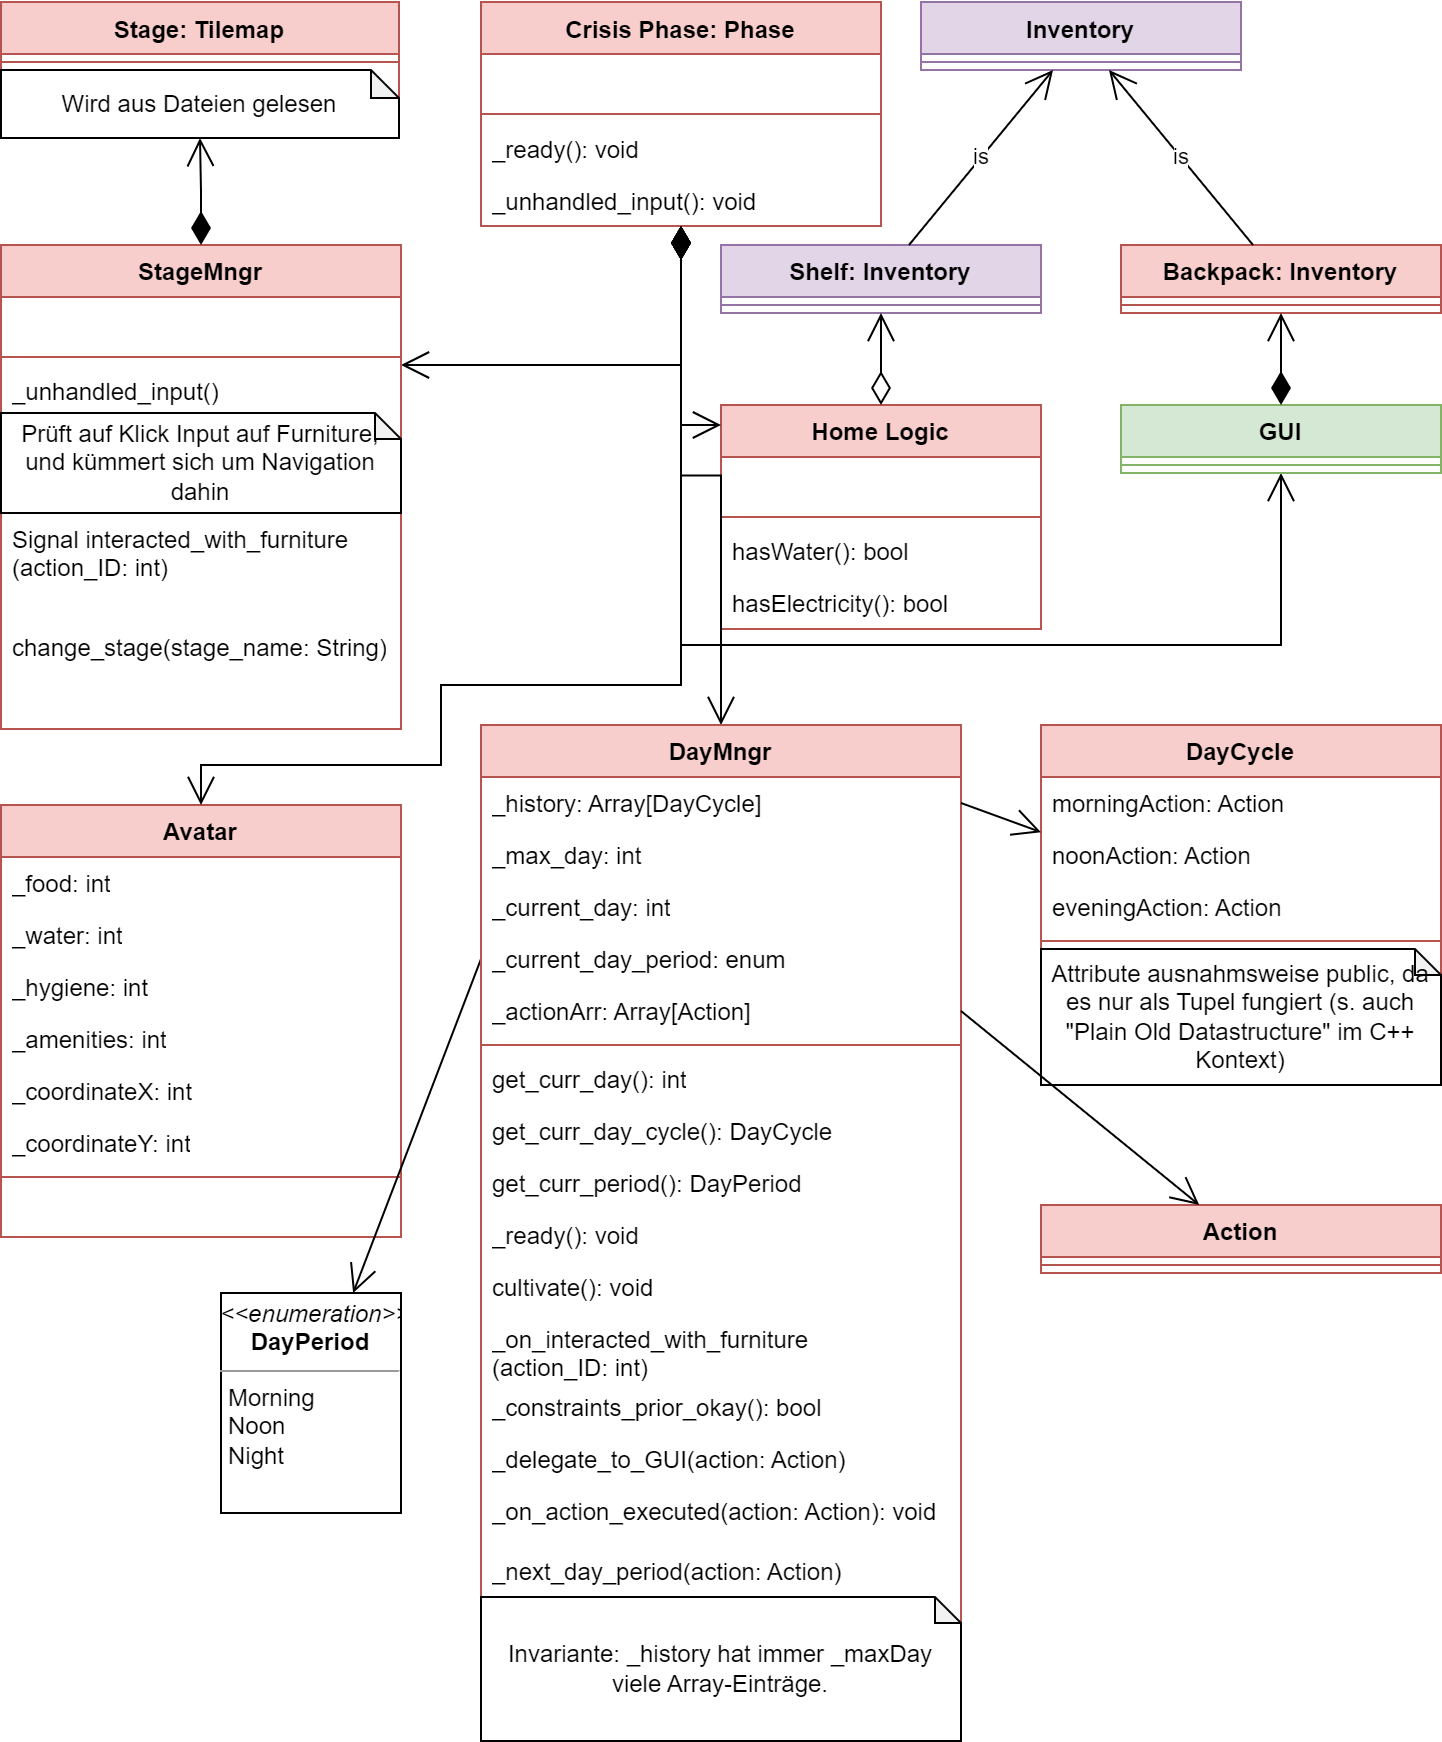 Stage: Tilemap
Wird aus Dateien gelesen
Crisis Phase: Phase
_ready(): void
_unhandled_input(): void
Inventory
is
is
StageMngr
_unhandled_input()
Prüft auf Klick Input auf Furniture,
und kümmert sich um Navigation
dahin
Signal interacted_with_furniture
(action_ID: int)
change_stage(stage_name: String)
Shelf: Inventory
Backpack: Inventory
Home Logic
hasWater(): bool
hasElectricity(): bool
GUI
Avatar
_food: int
_water: int
_hygiene: int
_amenities: int
_coordinateX: int
_coordinateY: int
<<enumeration>>
DayPeriod
Morning
Noon
Night
DayMngr
_history: Array[DayCycle]
_max_day: int
_current_day: int
_current_day_period: enum
_actionArr: Array[Action]
get_curr_day(): int
get_curr_day_cycle(): DayCycle
get_curr_period(): DayPeriod
_ready(): void
cultivate(): void
_on_interacted_with_furniture
(action_ID: int)
_constraints_prior_okay(): bool
_delegate_to_GUI(action: Action)
_on_action_executed(action: Action): void
_next_day_period(action: Action)
Invariante: _history hat immer _maxDay
viele Array-Einträge.
DayCycle
morningAction: Action
noonAction: Action
eveningAction: Action
Attribute ausnahmsweise public, da
es nur als Tupel fungiert (s. auch
"Plain Old Datastructure" im C++
Kontext)
Action